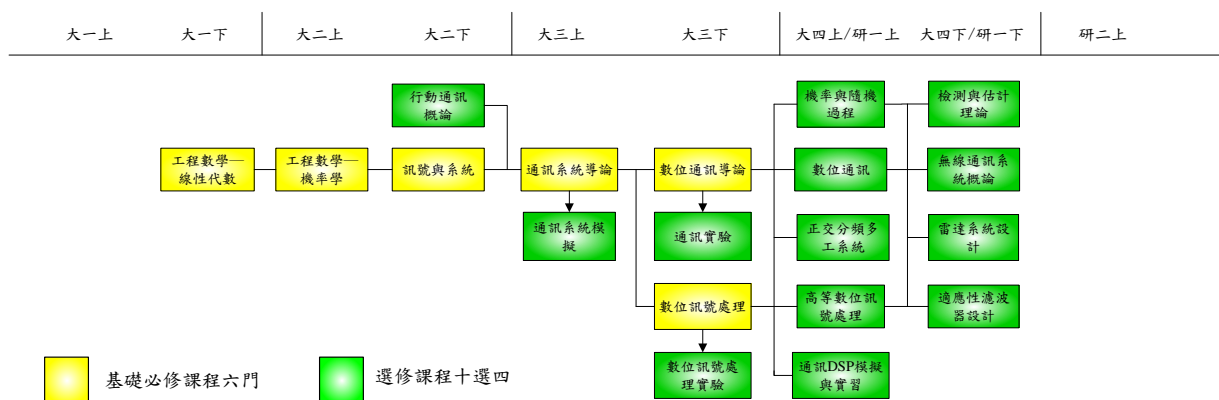 大一上
大一下
大二上
大二下
大三上
大三下
大四上/研一上
大四下/研一下
研二上
行動通訊
概論
機率與隨機
過程
檢測與估計
理論
工程數學—
線性代數
工程數學—
機率學
訊號與系統
通訊系統導論
數位通訊導論
數位通訊
無線通訊系
統概論
通訊系統模
擬
通訊實驗
正交分頻多
工系統
雷達系統設
計
數位訊號處理
高等數位訊
號處理
適應性濾波
器設計
數位訊號處
理實驗
通訊DSP模擬
與實習
基礎必修課程六門
選修課程十選四